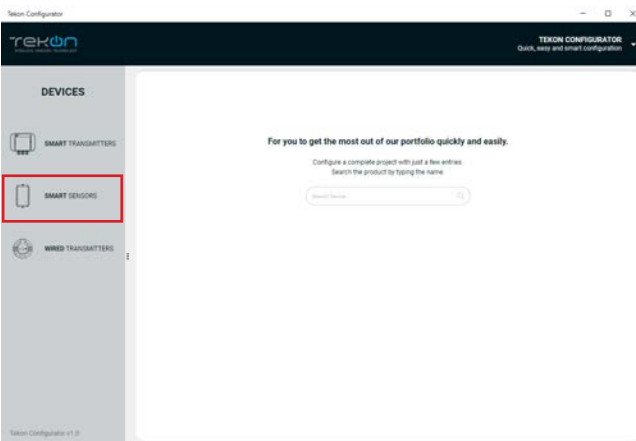 Tekon Configurator
TEKON
TEKON CONFIGURATOR
Quick, easy and smart configuration
DEVICES
SMART TRANSMITTERS
SMART SENSORS
WIRED TRANSMITTERS
For you to get the most out of our portfolio quickly and easily.
Configure a complete project with just a few entries
Search the product by typing the name
Search Devices
Tekon Configurator v1.0